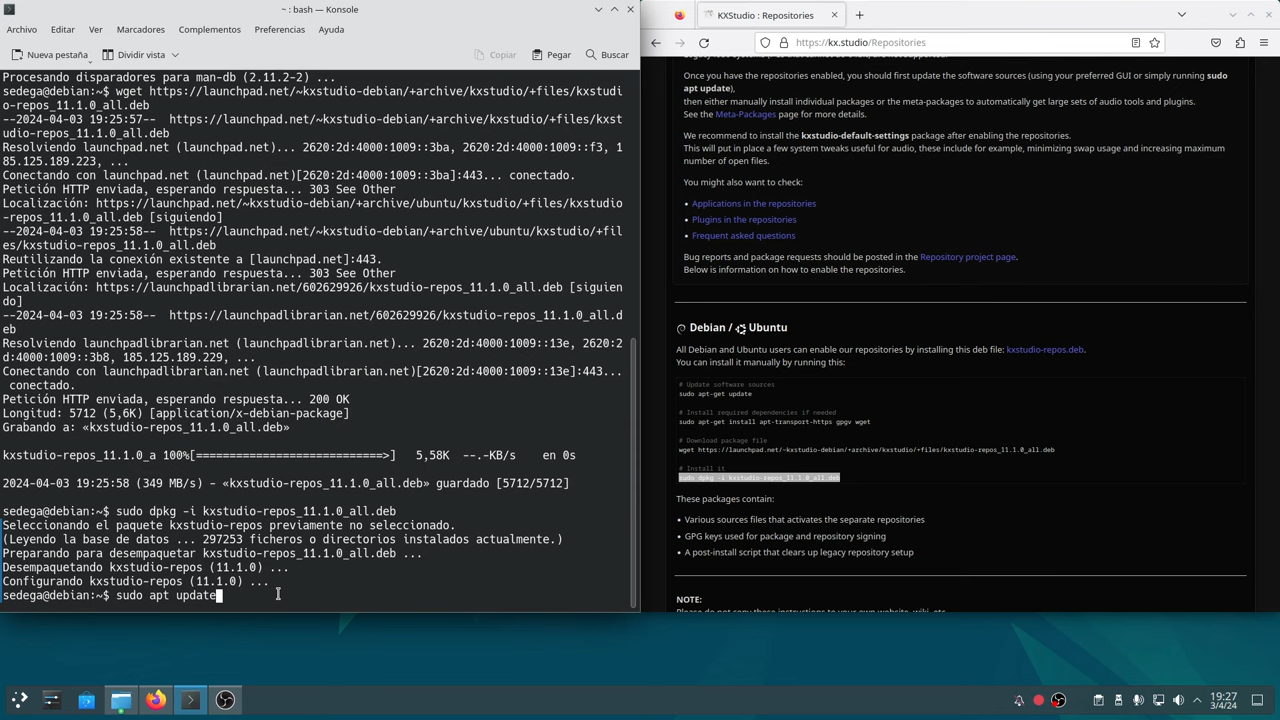 ~ : bash — Konsole
Archivo Editar Ver Marcadores Complementos Preferencias Ayuda
Nueva pestaña Dividir vista Copiar Pegar Buscar
Procesando disparadores para man-db (2.11.2-2) ...
sedega@debian:~$ wget https://launchpad.net/~kxstudio-debian/+archive/kxstudio/+files/kxstudi
o-repos_11.1.0_all.deb
--2024-04-03 19:25:57--  https://launchpad.net/~kxstudio-debian/+archive/kxstudio/+files/kxst
udio-repos_11.1.0_all.deb
Resolviendo launchpad.net (launchpad.net)... 2620:2d:4000:1009::3ba, 2620:2d:4000:1009::f3, 1
85.125.189.223, ...
Conectando con launchpad.net (launchpad.net)[2620:2d:4000:1009::3ba]:443... conectado.
Petición HTTP enviada, esperando respuesta... 303 See Other
Localización: https://launchpad.net/~kxstudio-debian/+archive/ubuntu/kxstudio/+files/kxstudio
-repos_11.1.0_all.deb [siguiendo]
--2024-04-03 19:25:58--  https://launchpad.net/~kxstudio-debian/+archive/ubuntu/kxstudio/+fil
es/kxstudio-repos_11.1.0_all.deb
Reutilizando la conexión existente a [launchpad.net]:443.
Petición HTTP enviada, esperando respuesta... 303 See Other
Localización: https://launchpadlibrarian.net/602629926/kxstudio-repos_11.1.0_all.deb [siguien
do]
--2024-04-03 19:25:58--  https://launchpadlibrarian.net/602629926/kxstudio-repos_11.1.0_all.d
eb
Resolviendo launchpadlibrarian.net (launchpadlibrarian.net)... 2620:2d:4000:1009::13e, 2620:2
d:4000:1009::3b8, 185.125.189.229, ...
Conectando con launchpadlibrarian.net (launchpadlibrarian.net)[2620:2d:4000:1009::13e]:443...
 conectado.
Petición HTTP enviada, esperando respuesta... 200 OK
Longitud: 5712 (5,6K) [application/x-debian-package]
Grabando a: «kxstudio-repos_11.1.0_all.deb»
kxstudio-repos_11.1.0_a 100%[===========================>]   5,58K  --.-KB/s    en 0s
2024-04-03 19:25:58 (349 MB/s) - «kxstudio-repos_11.1.0_all.deb» guardado [5712/5712]
sedega@debian:~$ sudo dpkg -i kxstudio-repos_11.1.0_all.deb
Seleccionando el paquete kxstudio-repos previamente no seleccionado.
(Leyendo la base de datos ... 297253 ficheros o directorios instalados actualmente.)
Preparando para desempaquetar kxstudio-repos_11.1.0_all.deb ...
Desempaquetando kxstudio-repos (11.1.0) ...
Configurando kxstudio-repos (11.1.0) ...
sedega@debian:~$ sudo apt update
KXStudio : Repositories
https://kx.studio/Repositories
Once you have the repositories enabled, you should first update the software sources (using your preferred GUI or simply running sudo
apt update),
then either manually install individual packages or the meta-packages to automatically get large sets of audio tools and plugins.
See the Meta-Packages page for more details.
We recommend to install the kxstudio-default-settings package after enabling the repositories.
This will put in place a few system tweaks useful for audio, these include for example, minimizing swap usage and increasing maximum
number of open files.
You might also want to check:
• Applications in the repositories
• Plugins in the repositories
• Frequent asked questions
Bug reports and package requests should be posted in the Repository project page.
Below is information on how to enable the repositories.
Debian / Ubuntu
All Debian and Ubuntu users can enable our repositories by installing this deb file: kxstudio-repos.deb.
You can install it manually by running this:
# Update software sources
sudo apt-get update
# Install required dependencies if needed
sudo apt-get install apt-transport-https gpgv wget
# Download package file
wget https://launchpad.net/~kxstudio-debian/+archive/kxstudio/+files/kxstudio-repos_11.1.0_all.deb
# Install it
sudo dpkg -i kxstudio-repos_11.1.0_all.deb
These packages contain:
• Various sources files that activates the separate repositories
• GPG keys used for package and repository signing
• A post-install script that clears up legacy repository setup
NOTE:
Please do not copy these instructions to your own website, wiki, etc.
19:27
3/4/24